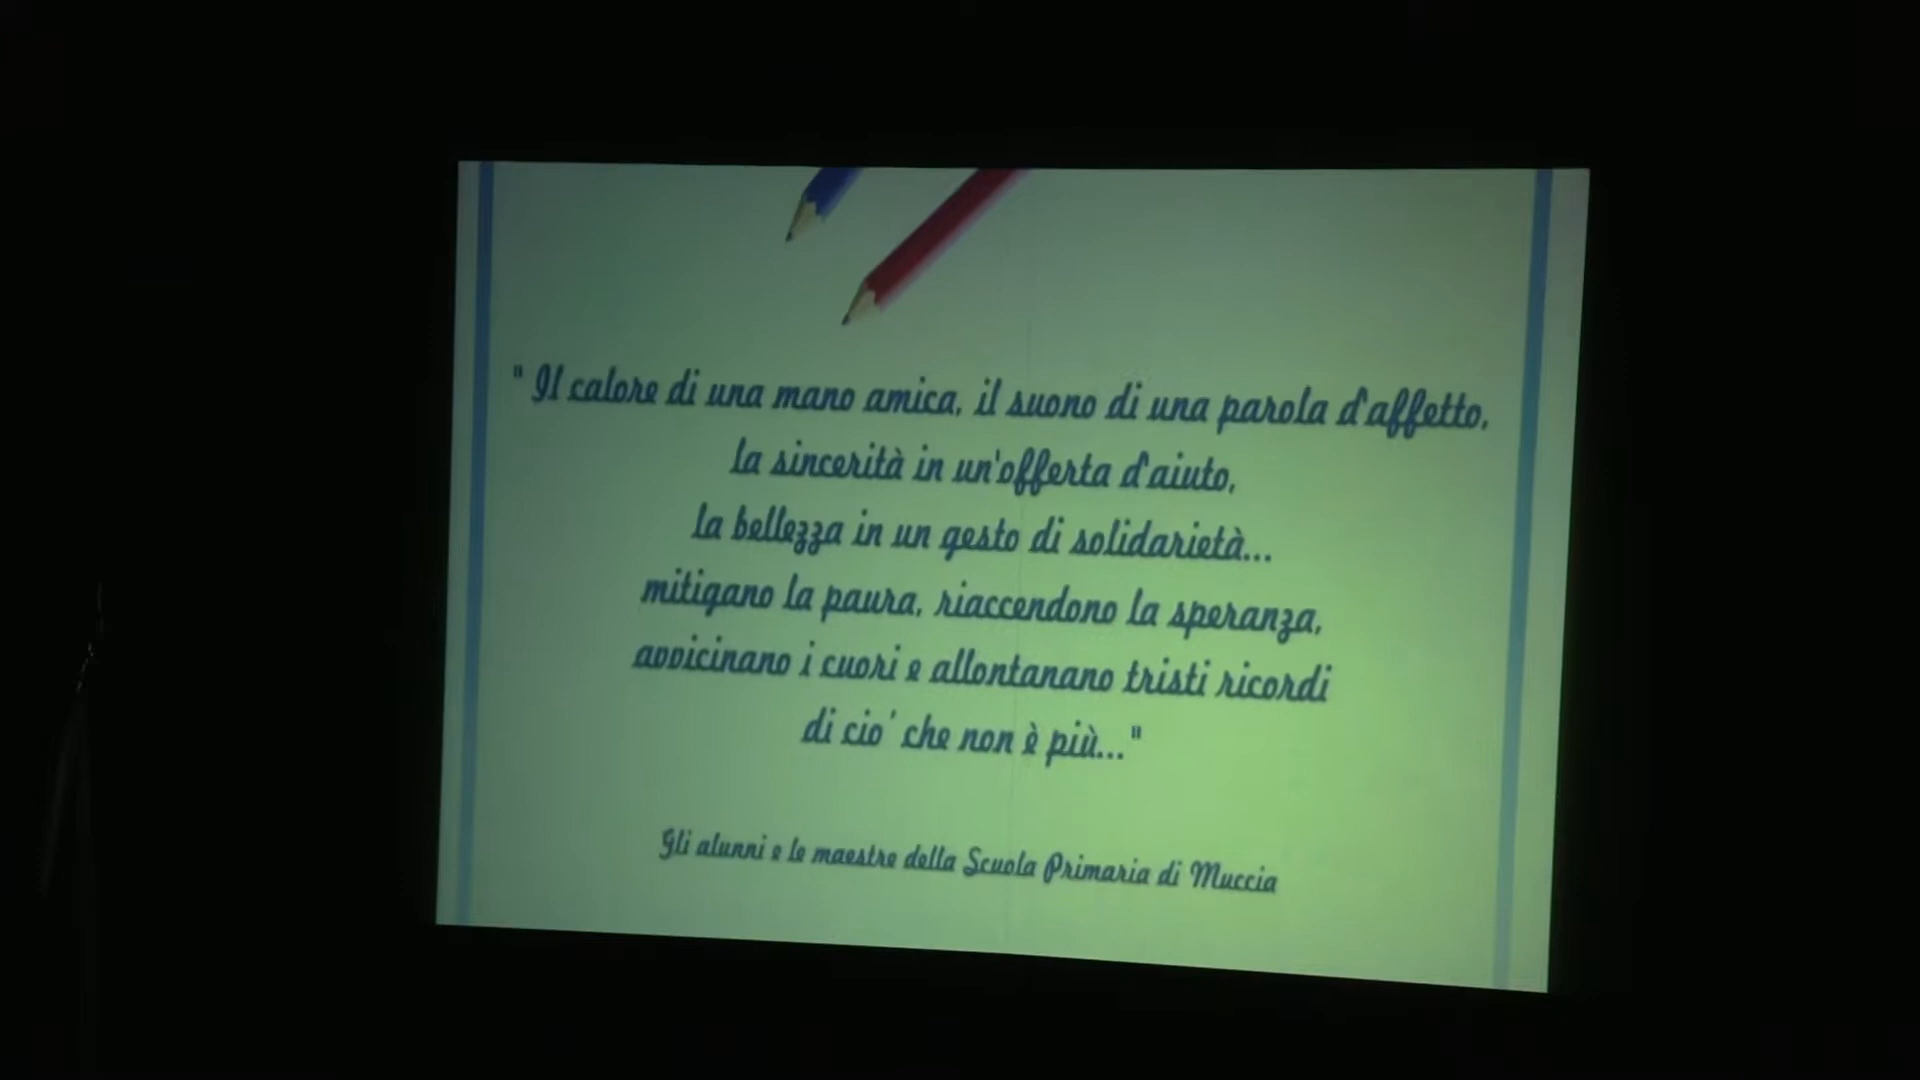 " Il calore di una mano amica, il suono di una parola d'affetto,
la sincerità in un'offerta d'aiuto,
la bellezza in un gesto di solidarietà...
mitigano la paura, riaccendono la speranza,
avvicinano i cuori e allontanano tristi ricordi
di cio' che non è più..."
Gli alunni e le maestre della Scuola Primaria di Muccia